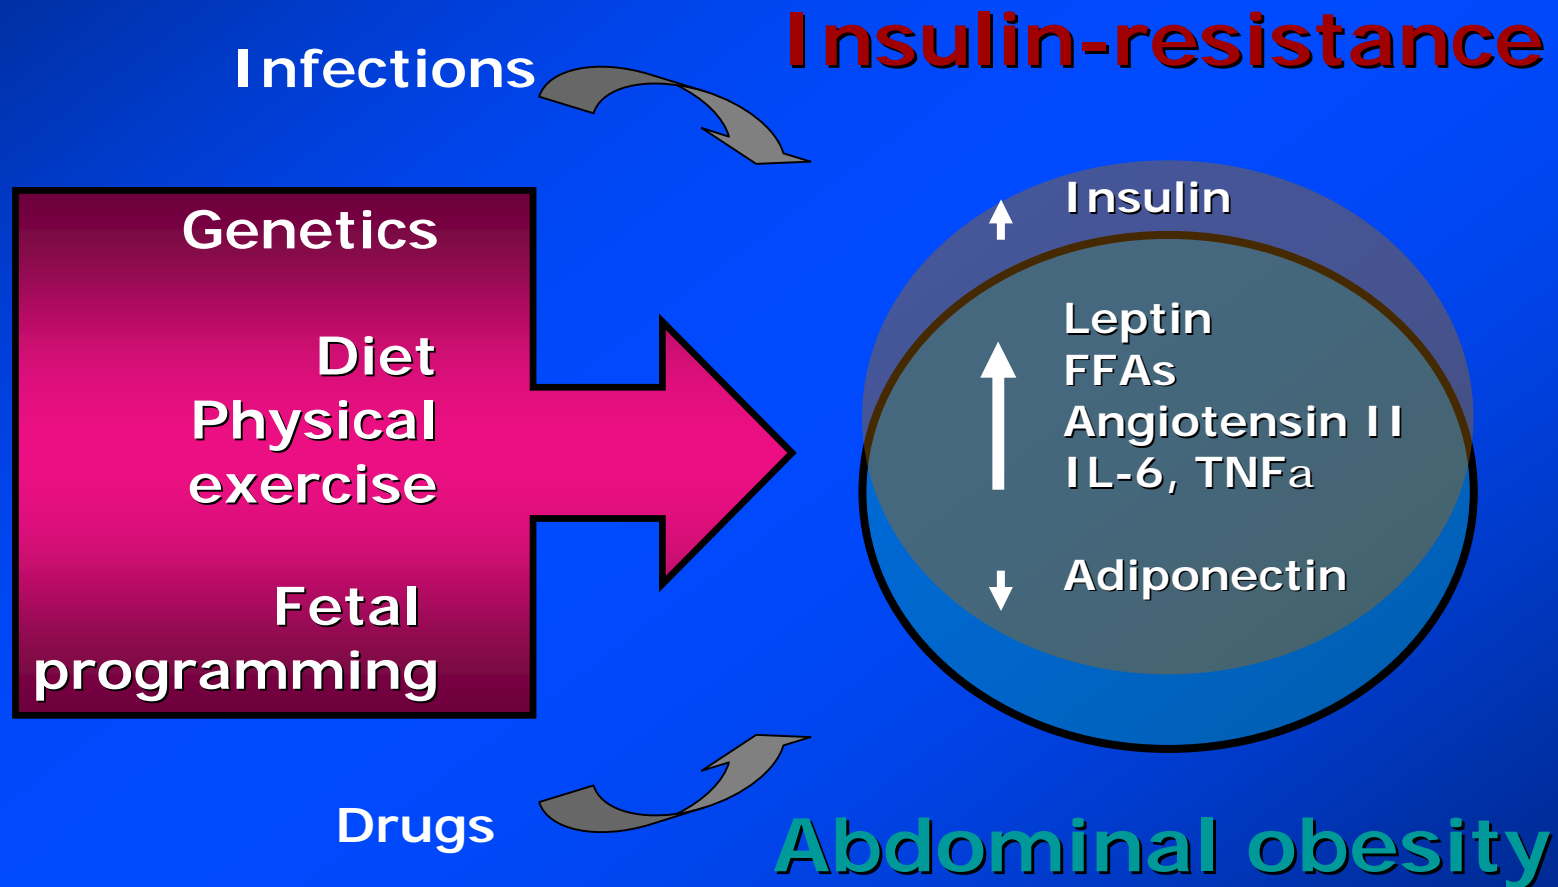 Insulin-resistance
Infections
Genetics
Diet
Physical
exercise
Fetal
programming
Drugs
Insulin
Leptin
FFAs
Angiotensin II
IL-6, TNFa
Adiponectin
Abdominal obesity